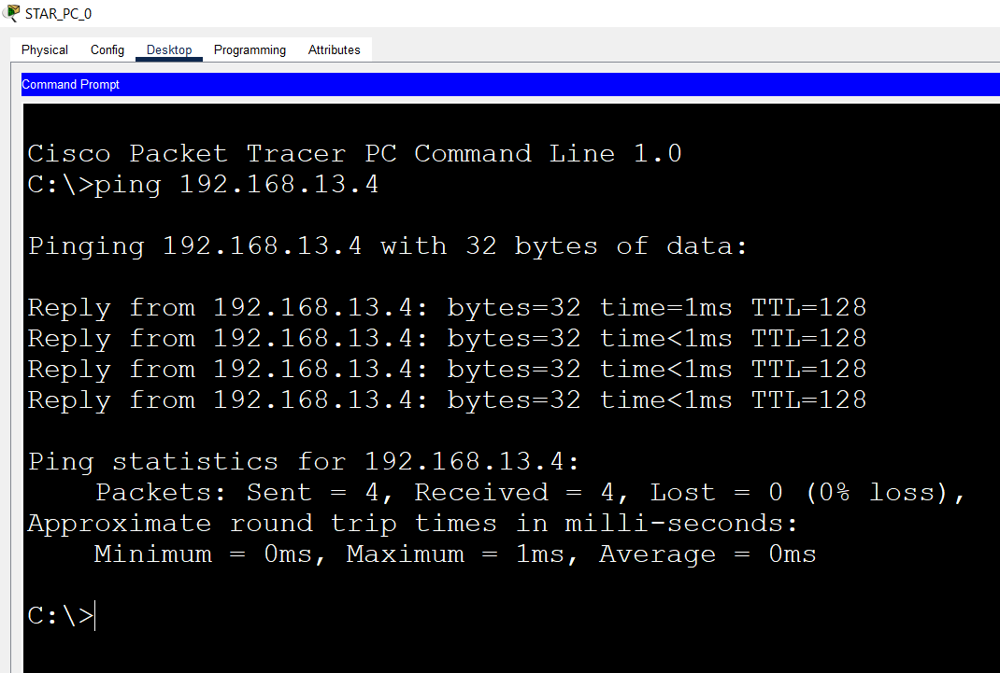 STAR_PC_0
Physical Config Desktop Programming Attributes
Command Prompt
Cisco Packet Tracer PC Command Line 1.0
C:\>ping 192.168.13.4
Pinging 192.168.13.4 with 32 bytes of data:
Reply from 192.168.13.4: bytes=32 time=1ms TTL=128
Reply from 192.168.13.4: bytes=32 time<1ms TTL=128
Reply from 192.168.13.4: bytes=32 time<1ms TTL=128
Reply from 192.168.13.4: bytes=32 time<1ms TTL=128
Ping statistics for 192.168.13.4:
Packets: Sent = 4, Received = 4, Lost = 0 (0% loss),
Approximate round trip times in milli-seconds:
Minimum = 0ms, Maximum = 1ms, Average = 0ms
C:\>